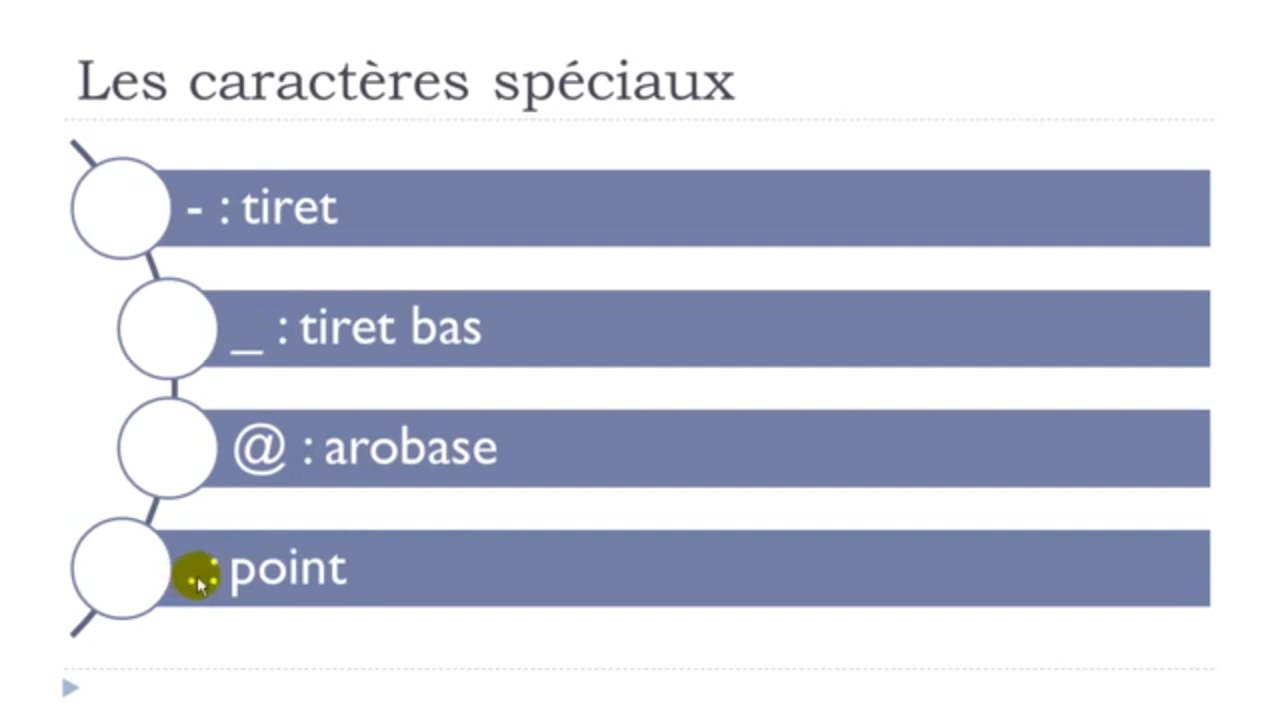 Les caractères spéciaux
- : tiret
_ : tiret bas
@ : arobase
. : point